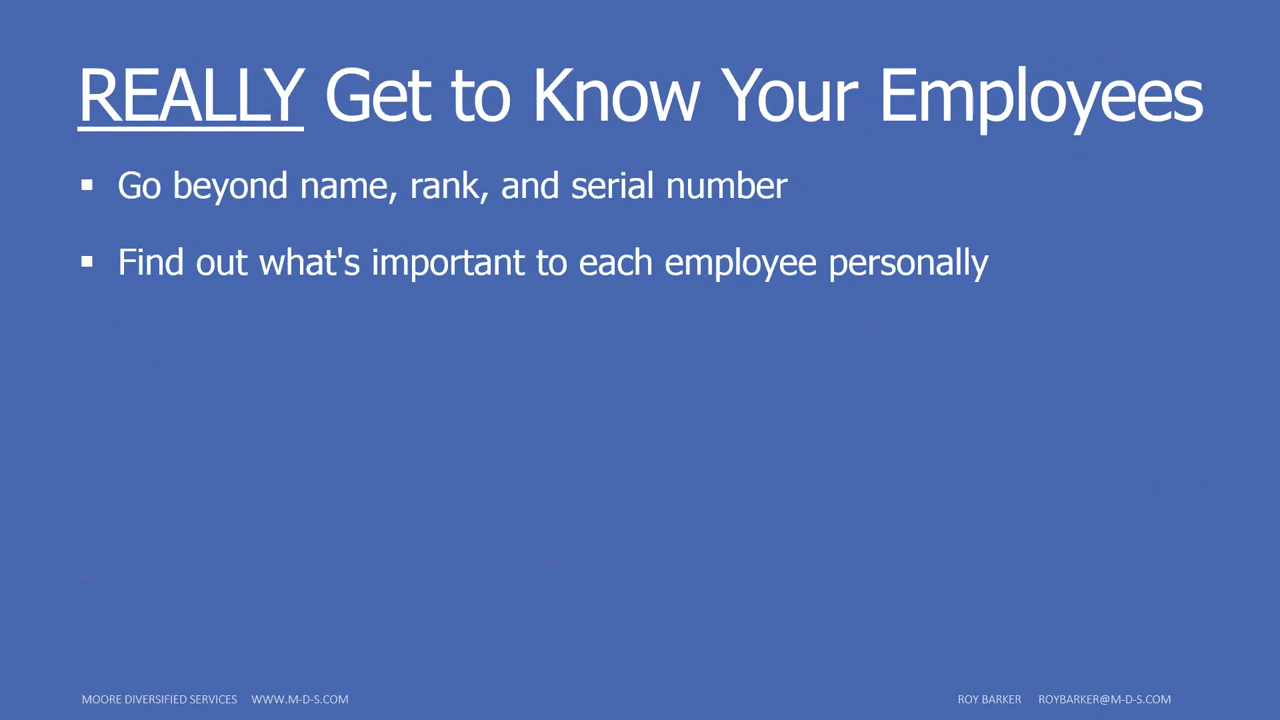 REALLY Get to Know Your Employees
▪ Go beyond name, rank, and serial number
▪ Find out what's important to each employee personally
MOORE DIVERSIFIED SERVICES WWW.M-D-S.COM ROY BARKER ROYBARKER@M-D-S.COM